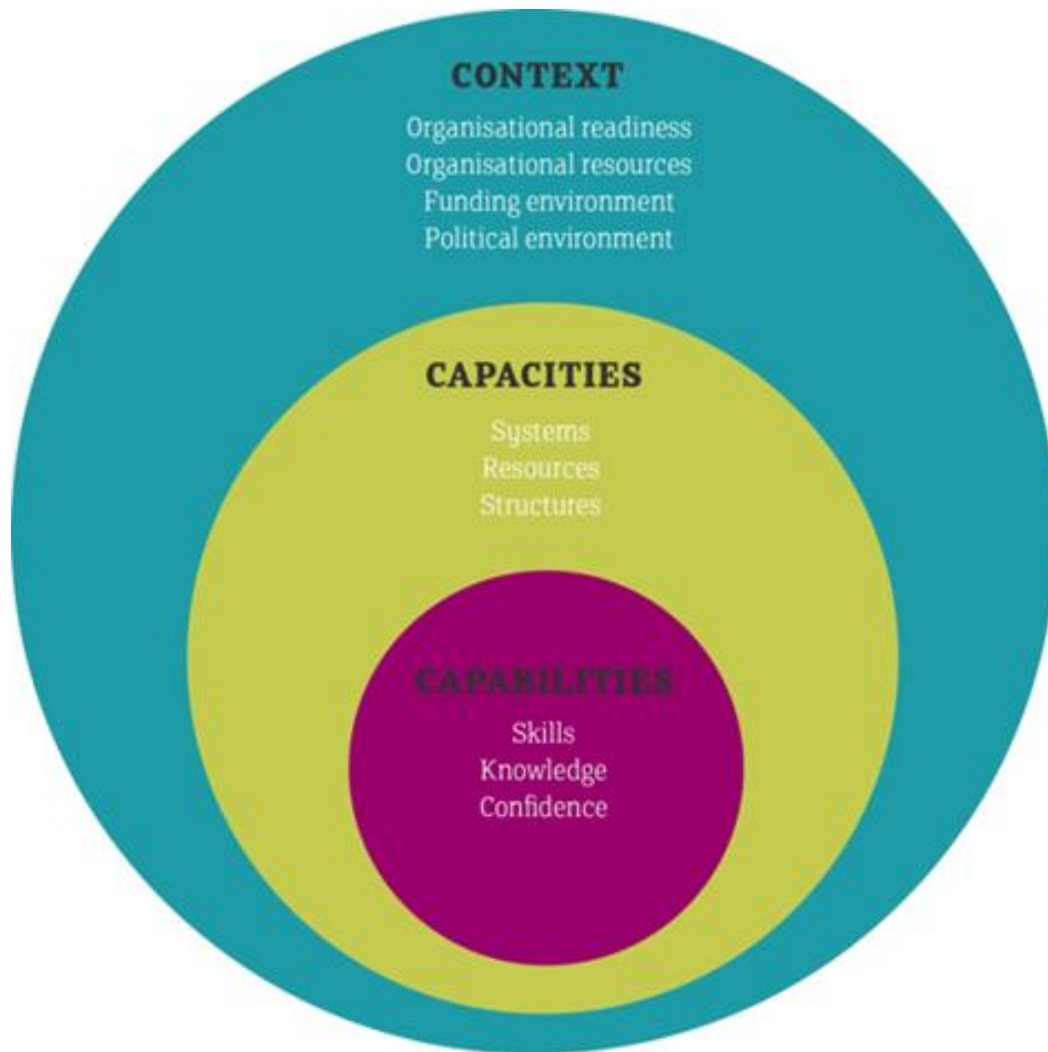 CONTEXT
Organisational readiness
Organisational resources
Funding environment
Political environment
CAPACITIES
Systems
Resources
Structures
CAPABILITIES
Skills
Knowledge
Confidence